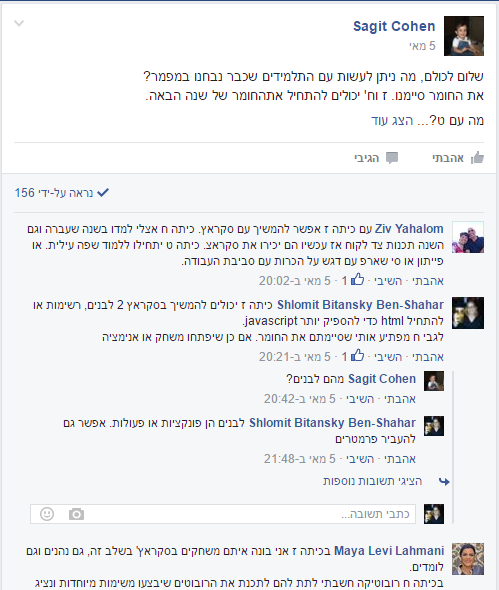 Sagit Cohen
5 מאי
שלום לכולם, מה ניתן לעשות עם התלמידים שכבר נבחנו במפמר?
את החומר סיימנו. ז וח' יכולים להתחיל אתהחומר של שנה הבאה.
מה עם ט?... הצג עוד
אהבתי הגיבי
נראה על-ידי 156
Ziv Yahalom עם כיתה ז אפשר להמשיך עם סקראץ. כיתה ח אצלי למדו בשנה שעברה וגם
השנה תכנות צד לקוח אז עכשיו הם יכירו את סקראצ. כיתה ט יתחילו ללמוד שפה עילית. או
פייתון או סי שארפ עם דגש על הכרות עם סביבת העבודה.
אהבתי · השיבי · 1 · 5 מאי ב-20:02
Shlomit Bitansky Ben-Shahar כיתה ז יכולים להמשיך בסקראץ 2 לבנים, רשימות או
להתחיל html כדי להספיק יותר javascript.
לגבי ח מפתיע אותי שסיימתם את החומר. אם כן שיפתחו משחק או אנימציה
אהבתי · השיבי · 1 · 5 מאי ב-20:21
Sagit Cohen מהם לבנים?
אהבתי · השיבי · 5 מאי ב-20:42
Shlomit Bitansky Ben-Shahar לבנים הן פונקציות או פעולות. אפשר גם
להעביר פרמטרים
אהבתי · השיבי · 5 מאי ב-21:48
הציגי תשובות נוספות
כתבי תשובה...
Maya Levi Lahmani בכיתה ז אני בונה איתם משחקים בסקראץ' בשלב זה, גם נהנים וגם
לומדים.
בכיתה ח רובוטיקה חשבתי לתת להם לתכנת את הרובוטים שיבצעו משימות מיוחדות ונציג